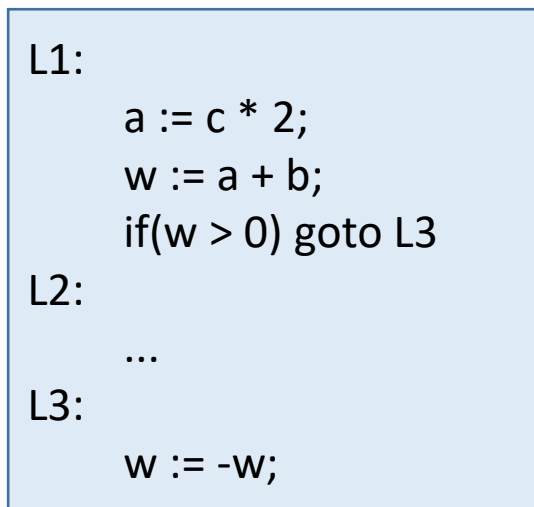 L1:
a := c * 2;
w := a + b;
if(w > 0) goto L3
L2:
...
L3:
w := -w;